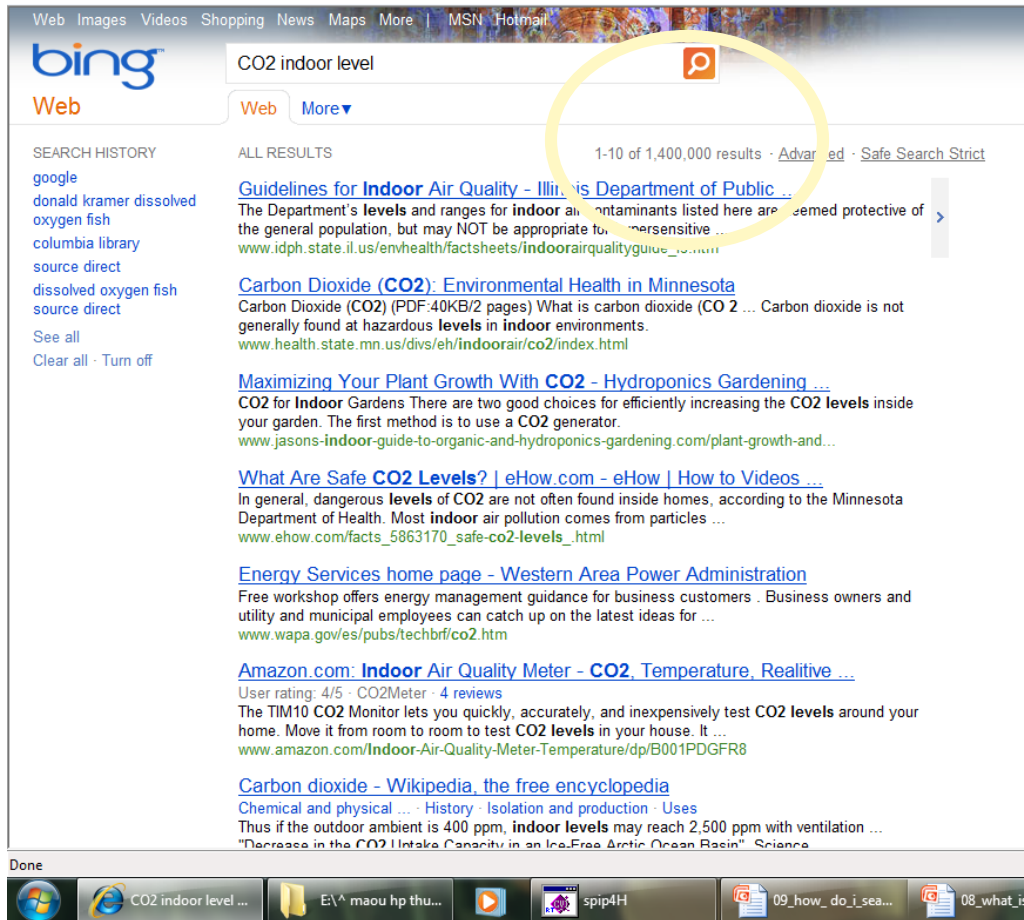 Web Images Videos Shopping News Maps More | MSN Hotmail
bing™
CO2 indoor level
Web
Web More▼
SEARCH HISTORY
google
donald kramer dissolved
oxygen fish
columbia library
source direct
dissolved oxygen fish
source direct
See all
Clear all · Turn off
ALL RESULTS
1-10 of 1,400,000 results · Advanced · Safe Search Strict
Guidelines for Indoor Air Quality - Illinois Department of Public ...
The Department's levels and ranges for indoor air contaminants listed here are deemed protective of
the general population, but may NOT be appropriate for hypersensitive ...
www.idph.state.il.us/envhealth/factsheets/indoorairqualityguide_fs.htm
Carbon Dioxide (CO2): Environmental Health in Minnesota
Carbon Dioxide (CO2) (PDF:40KB/2 pages) What is carbon dioxide (CO 2 ... Carbon dioxide is not
generally found at hazardous levels in indoor environments.
www.health.state.mn.us/divs/eh/indoorair/co2/index.html
Maximizing Your Plant Growth With CO2 - Hydroponics Gardening ...
CO2 for Indoor Gardens There are two good choices for efficiently increasing the CO2 levels inside
your garden. The first method is to use a CO2 generator.
www.jasons-indoor-guide-to-organic-and-hydroponics-gardening.com/plant-growth-and...
What Are Safe CO2 Levels? | eHow.com - eHow | How to Videos ...
In general, dangerous levels of CO2 are not often found inside homes, according to the Minnesota
Department of Health. Most indoor air pollution comes from particles ...
www.ehow.com/facts_5863170_safe-co2-levels_.html
Energy Services home page - Western Area Power Administration
Free workshop offers energy management guidance for business customers . Business owners and
utility and municipal employees can catch up on the latest ideas for ...
www.wapa.gov/es/pubs/techbrf/co2.htm
Amazon.com: Indoor Air Quality Meter - CO2, Temperature, Realitive ...
User rating: 4/5 · CO2Meter · 4 reviews
The TIM10 CO2 Monitor lets you quickly, accurately, and inexpensively test CO2 levels around your
home. Move it from room to room to test CO2 levels in your house. It ...
www.amazon.com/Indoor-Air-Quality-Meter-Temperature/dp/B001PDGFR8
Carbon dioxide - Wikipedia, the free encyclopedia
Chemical and physical ... · History · Isolation and production · Uses
Thus if the outdoor ambient is 400 ppm, indoor levels may reach 2,500 ppm with ventilation ...
"Decrease in the CO2 Uptake Capacity in an Ice-Free Arctic Ocean Basin". Science
Done
CO2 indoor level ...
E:\^ maou hp thu...
spip4H
09_how_do_i_sea...
08_what_is